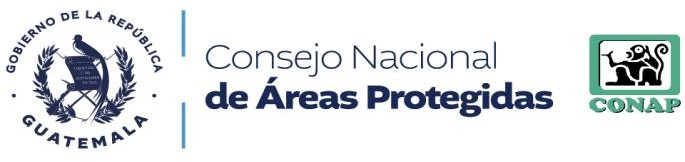 GOBIERNO DE LA REPÚBLICA
GUATEMALA
Consejo Nacional
de Áreas Protegidas
CONAP